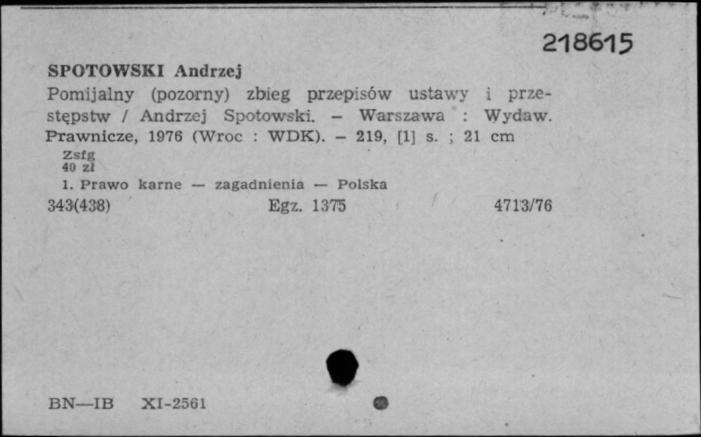 218615
SPOTOWSKI Andrzej
Pomijalny (pozorny) zbieg przepisów ustawy i prze-
stępstw / Andrzej Spotowski. — Warszawa : Wydaw.
Prawnicze, 1976 (Wroc : WDK). — 219, [1] s. ; 21 cm
Zsfg
40 zł
1. Prawo karne — zagadnienia — Polska
343(438) Egz. 1375 4713/76
BN—IB XI-2561